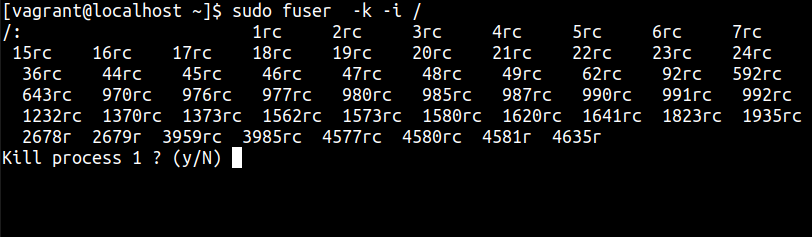 [vagrant@localhost ~]$ sudo fuser  -k -i /
/:                       1rc     2rc     3rc     4rc     5rc     6rc     7rc
 15rc    16rc    17rc    18rc    19rc    20rc    21rc    22rc    23rc    24rc
  36rc    44rc    45rc    46rc    47rc    48rc    49rc    62rc    92rc   592rc
  643rc   970rc   976rc   977rc   980rc   985rc   987rc   990rc   991rc   992rc
  1232rc  1370rc  1373rc  1562rc  1573rc  1580rc  1620rc  1641rc  1823rc  1935rc
  2678r  2679r  3959rc  3985rc  4577rc  4580rc  4581r  4635r
Kill process 1 ? (y/N)